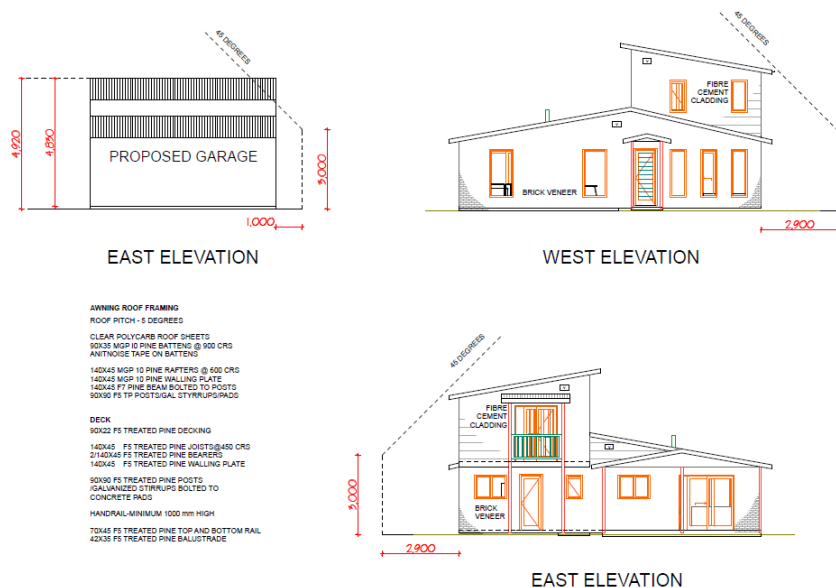 45 DEGREES
4,920
4,830
PROPOSED GARAGE
3,000
1,000
EAST ELEVATION
45 DEGREES
FIBRE
CEMENT
CLADDING
BRICK VENEER
2,900
WEST ELEVATION
AWNING ROOF FRAMING
ROOF PITCH - 5 DEGREES
CLEAR POLYCARB ROOF SHEETS
90X35 MGP I0 PINE BATTENS @ 900 CRS
ANITNOISE TAPE ON BATTENS
140X45 MGP 10 PINE RAFTERS @ 600 CRS
140X45 MGP 10 PINE WALLING PLATE
140X45 F7 PINE BEAM BOLTED TO POSTS
90X90 F5 TP POSTS/GAL STYRRUPS/PADS
DECK
90X22 F5 TREATED PINE DECKING
140X45 F5 TREATED PINE JOISTS@450 CRS
2/140X45 F5 TREATED PINE BEARERS
140X45 F5 TREATED PINE WALLING PLATE
90X90 F5 TREATED PINE POSTS
/GALVANIZED STIRRUPS BOLTED TO
CONCRETE PADS
HANDRAIL-MINIMUM 1000 mm HIGH
70X45 F5 TREATED PINE TOP AND BOTTOM RAIL
42X35 F5 TREATED PINE BALUSTRADE
45 DEGREES
FIBRE
CEMENT
CLADDING
3,000
BRICK
VENEER
2,900
EAST ELEVATION